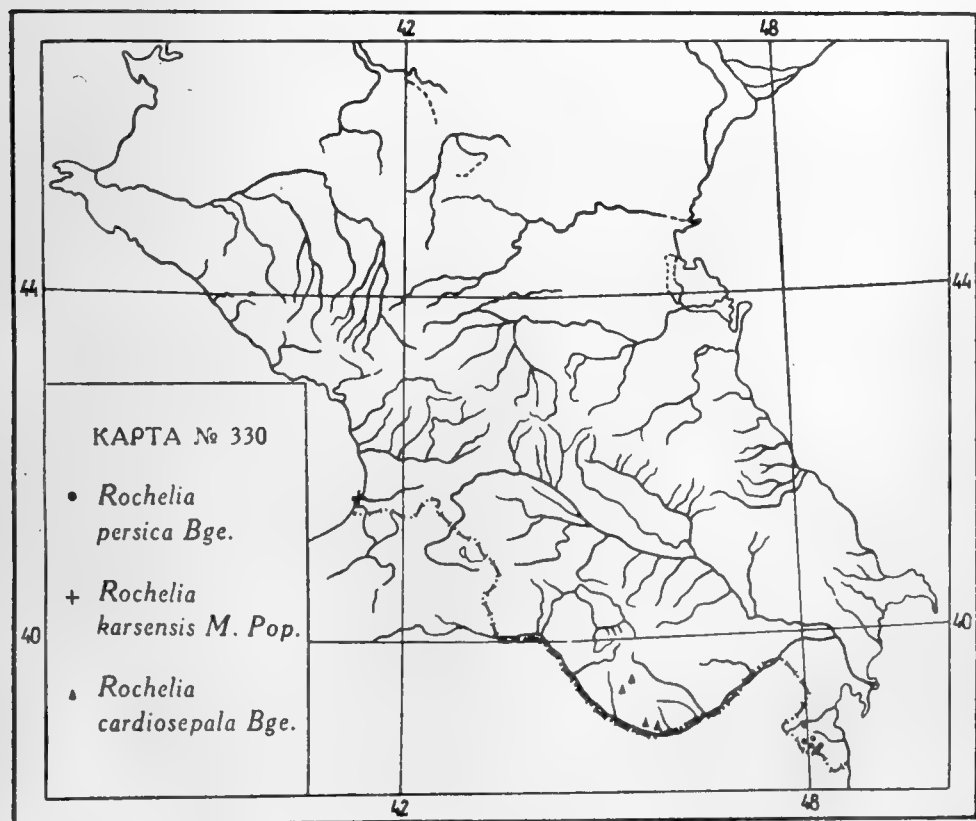 42 48
44 44
КАРТА № 330
• Rochelia
persica Bge.
+ Rochelia
karsensis M. Pop.
▲ Rochelia
cardiosepala Bge.
40 40
42 48